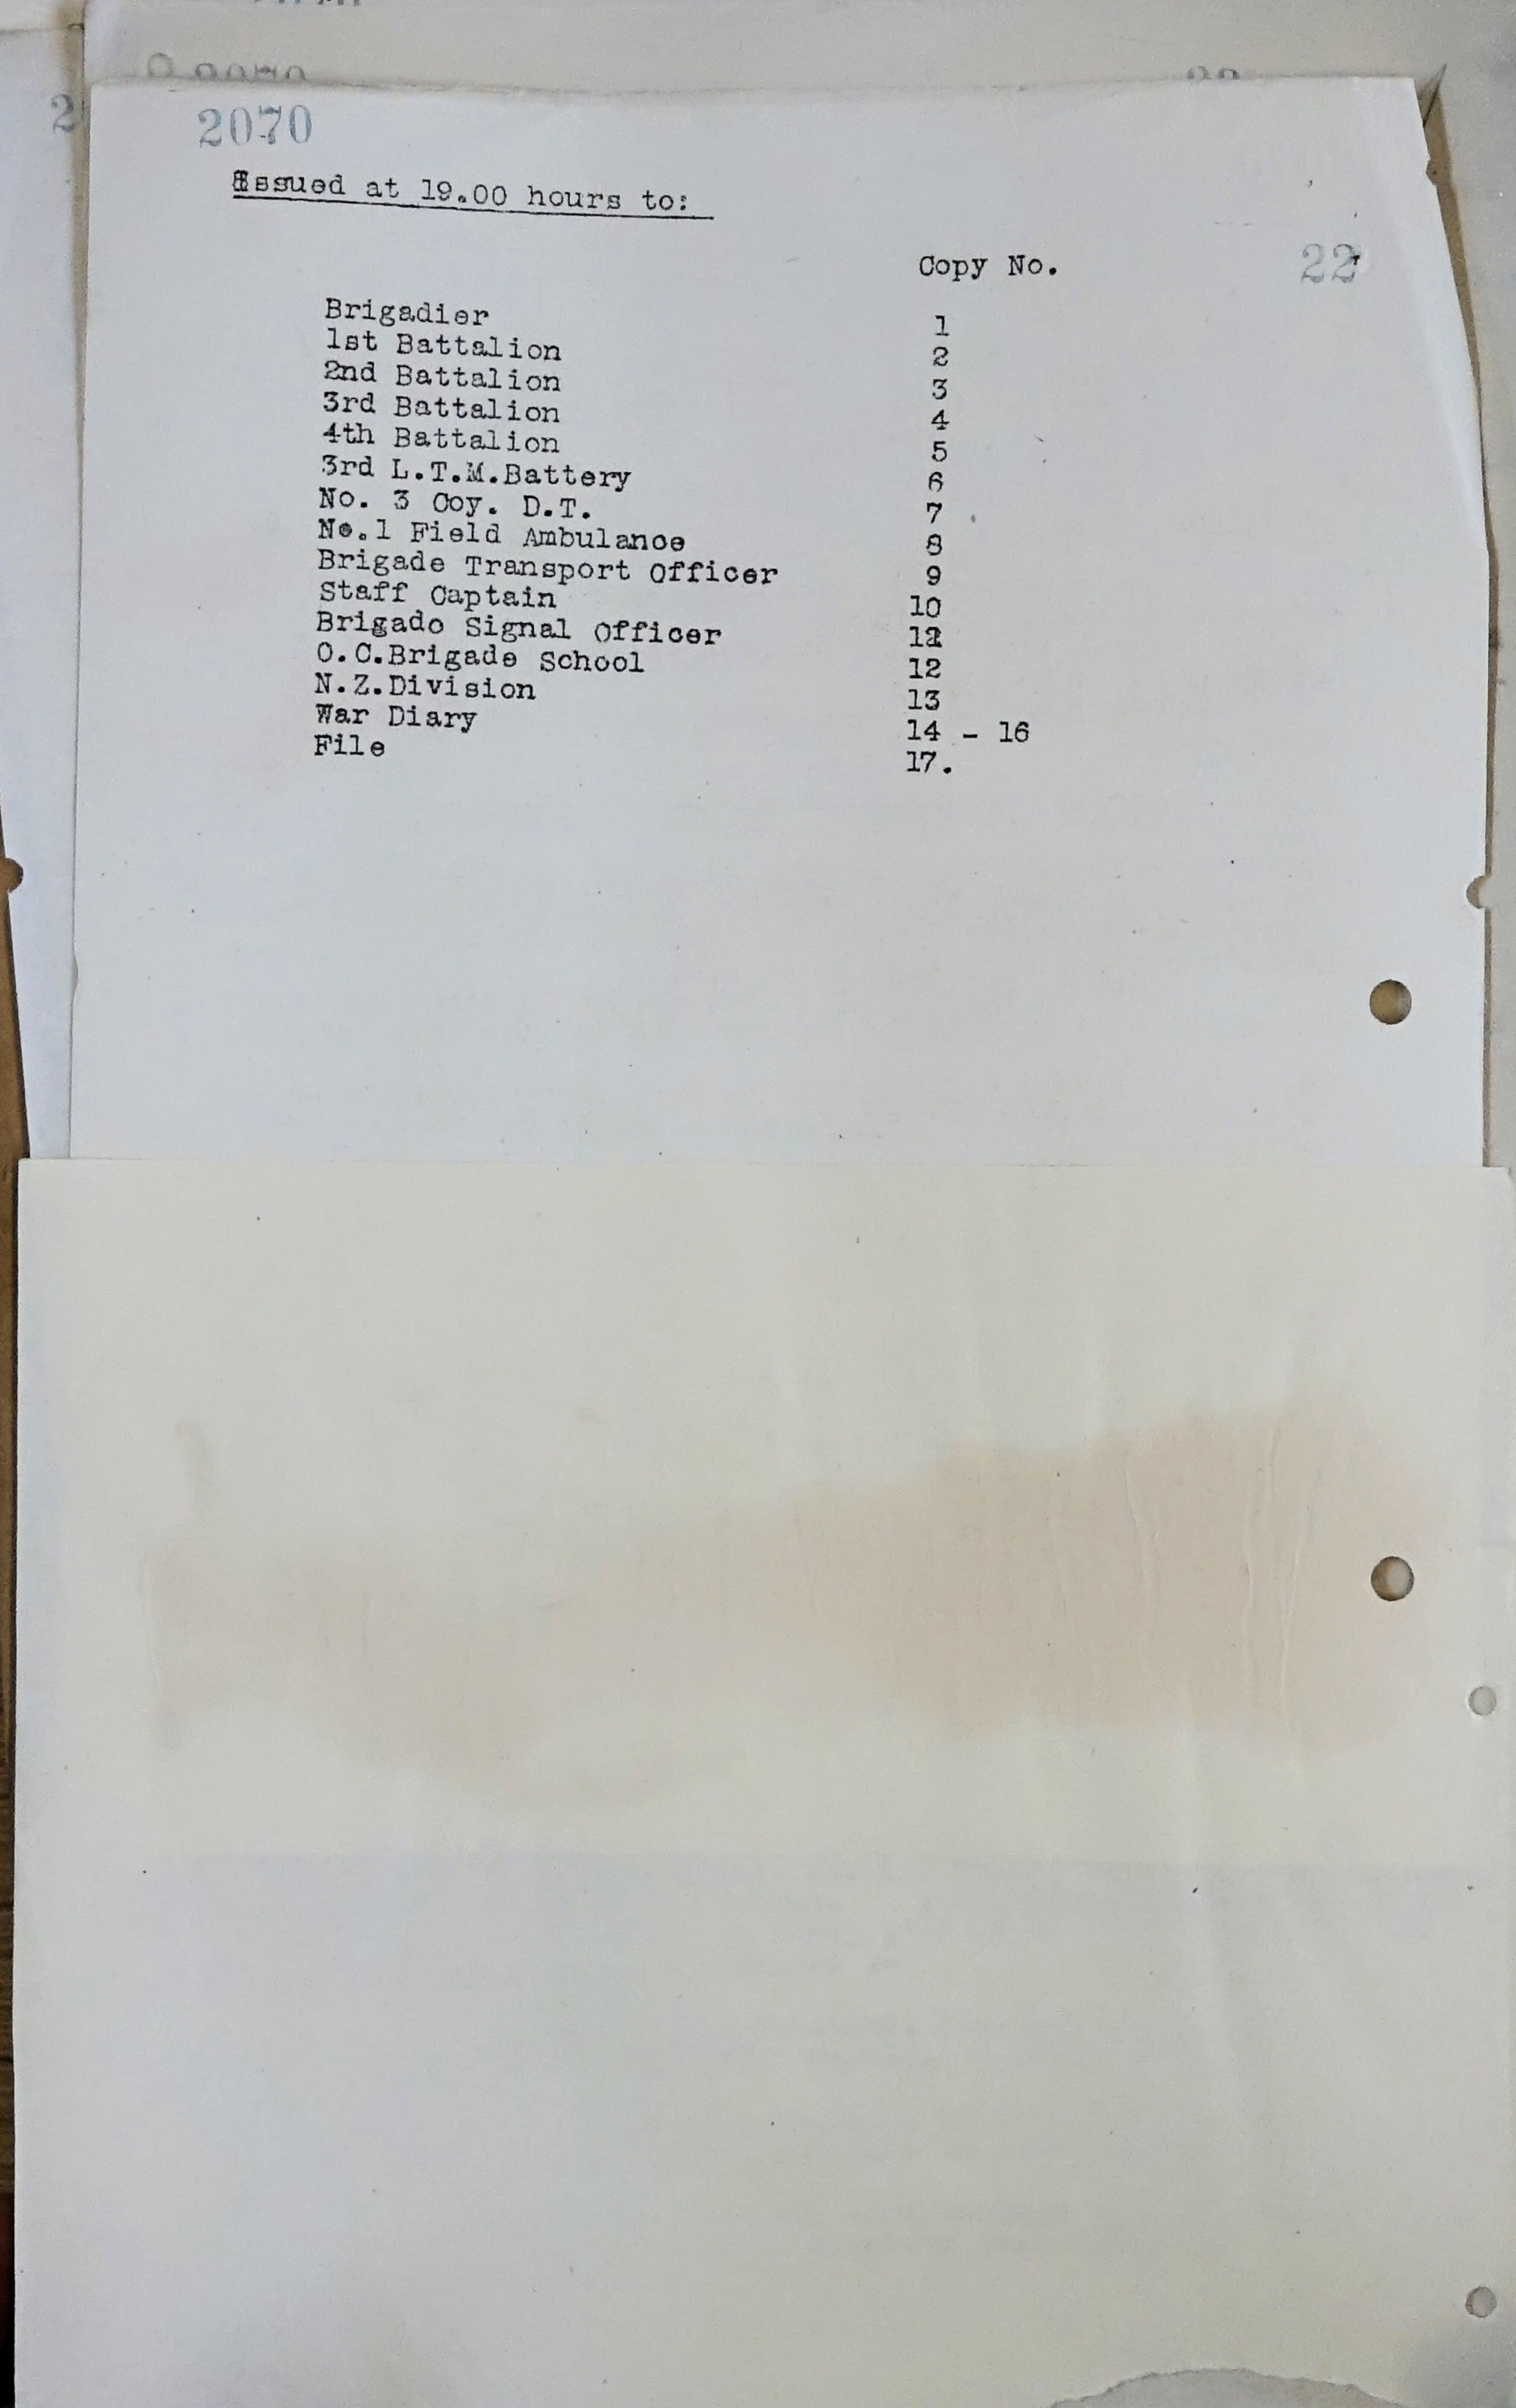 2070
Issued at 19.00 hours to:
Copy No.
22
Brigadier 1
1st Battalion 2
2nd Battalion 3
3rd Battalion 4
4th Battalion 5
3rd L.T.M.Battery 6
No. 3 Coy. D.T. 7
No.1 Field Ambulance 8
Brigade Transport Officer 9
Staff Captain 10
Brigado Signal Officer 11
O.C.Brigade School 12
N.Z.Division 13
War Diary 14 - 16
File 17.